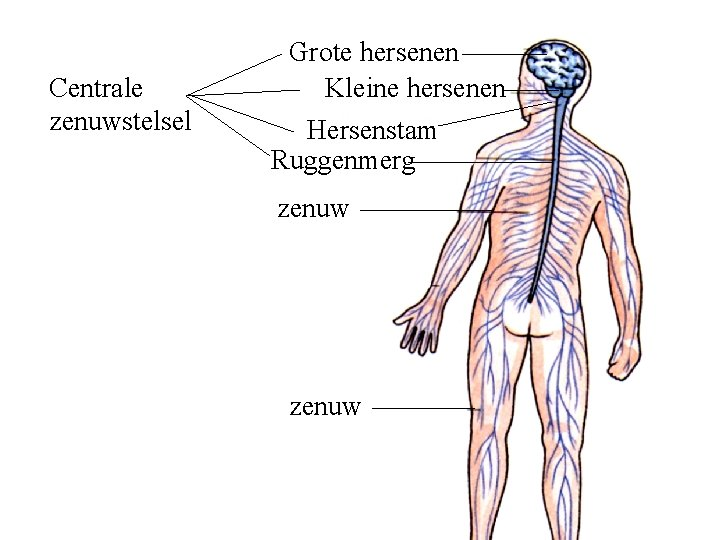 Centrale
zenuwstelsel
Grote hersenen
Kleine hersenen
Hersenstam
Ruggenmerg
zenuw
zenuw